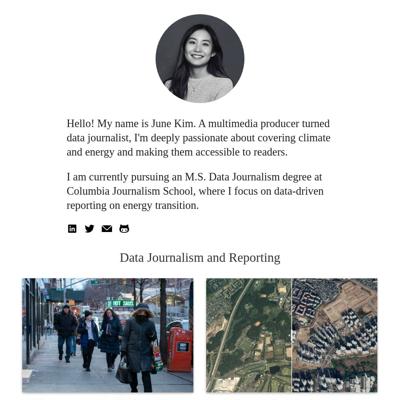 Hello! My name is June Kim. A multimedia producer turned
data journalist, I'm deeply passionate about covering climate
and energy and making them accessible to readers.
I am currently pursuing an M.S. Data Journalism degree at
Columbia Journalism School, where I focus on data-driven
reporting on energy transition.
in
Data Journalism and Reporting